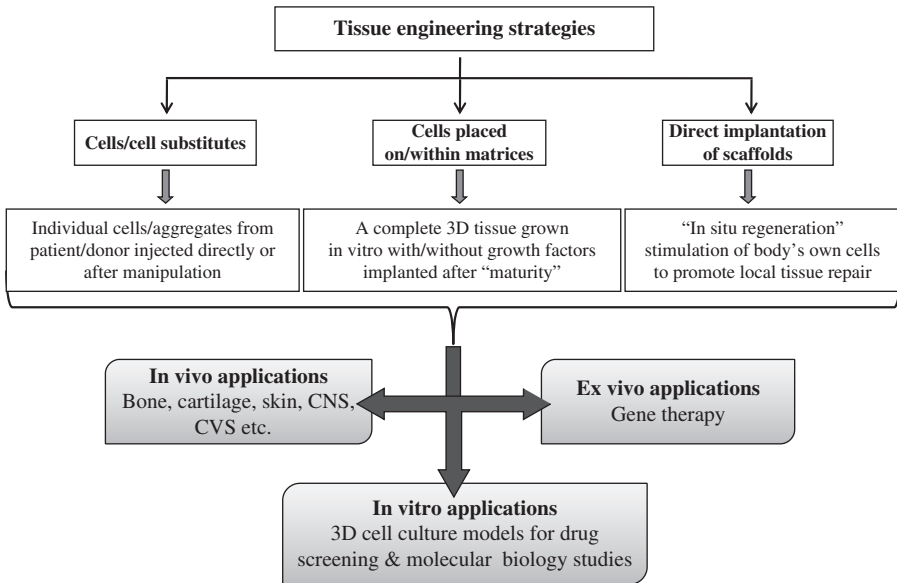 Tissue engineering strategies
Cells/cell substitutes
Cells placed
on/within matrices
Direct implantation
of scaffolds
Individual cells/aggregates from
patient/donor injected directly or
after manipulation
A complete 3D tissue grown
in vitro with/without growth factors
implanted after “maturity”
“In situ regeneration”
stimulation of body’s own cells
to promote local tissue repair
In vivo applications
Bone, cartilage, skin, CNS,
CVS etc.
Ex vivo applications
Gene therapy
In vitro applications
3D cell culture models for drug
screening & molecular biology studies